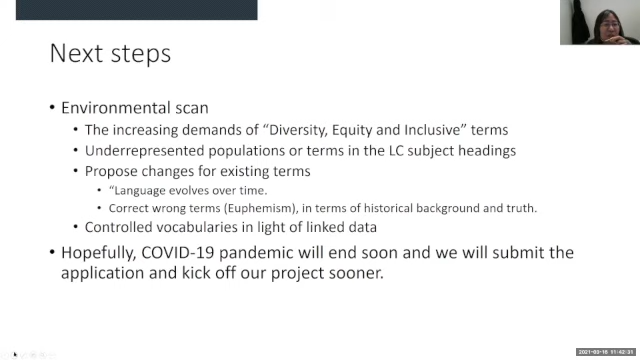 Next steps
• Environmental scan
• The increasing demands of “Diversity, Equity and Inclusive” terms
• Underrepresented populations or terms in the LC subject headings
• Propose changes for existing terms
• “Language evolves over time.
• Correct wrong terms (Euphemism), in terms of historical background and truth.
• Controlled vocabularies in light of linked data
• Hopefully, COVID-19 pandemic will end soon and we will submit the
application and kick off our project sooner.
2021-03-16 11:42:31